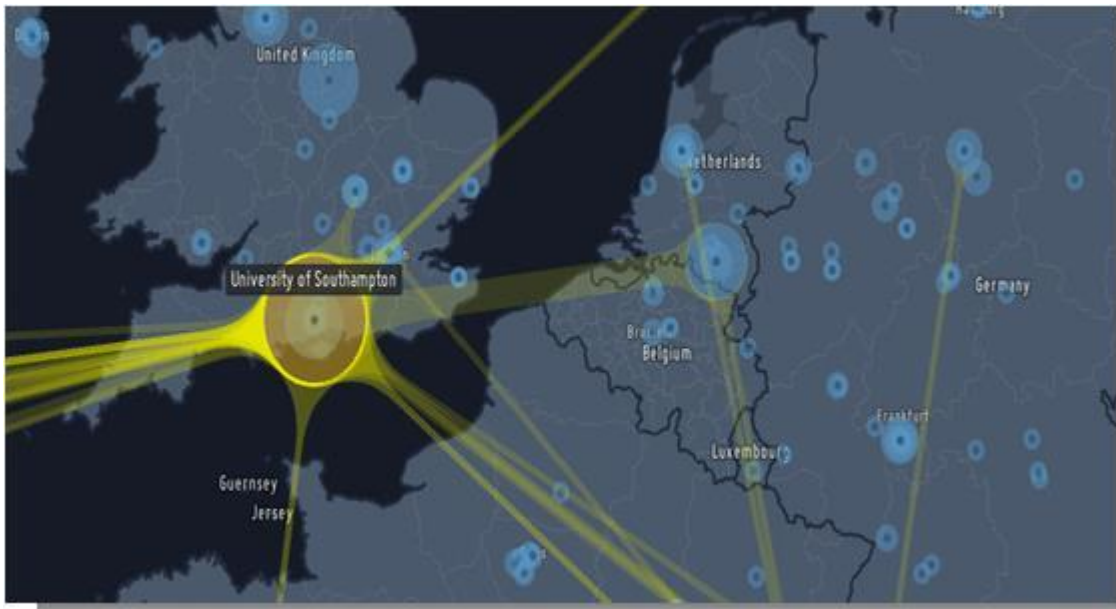 United Kingdom
Netherlands
University of Southampton
Germany
Belgium
Frankfurt
Luxembourg
Guernsey
Jersey